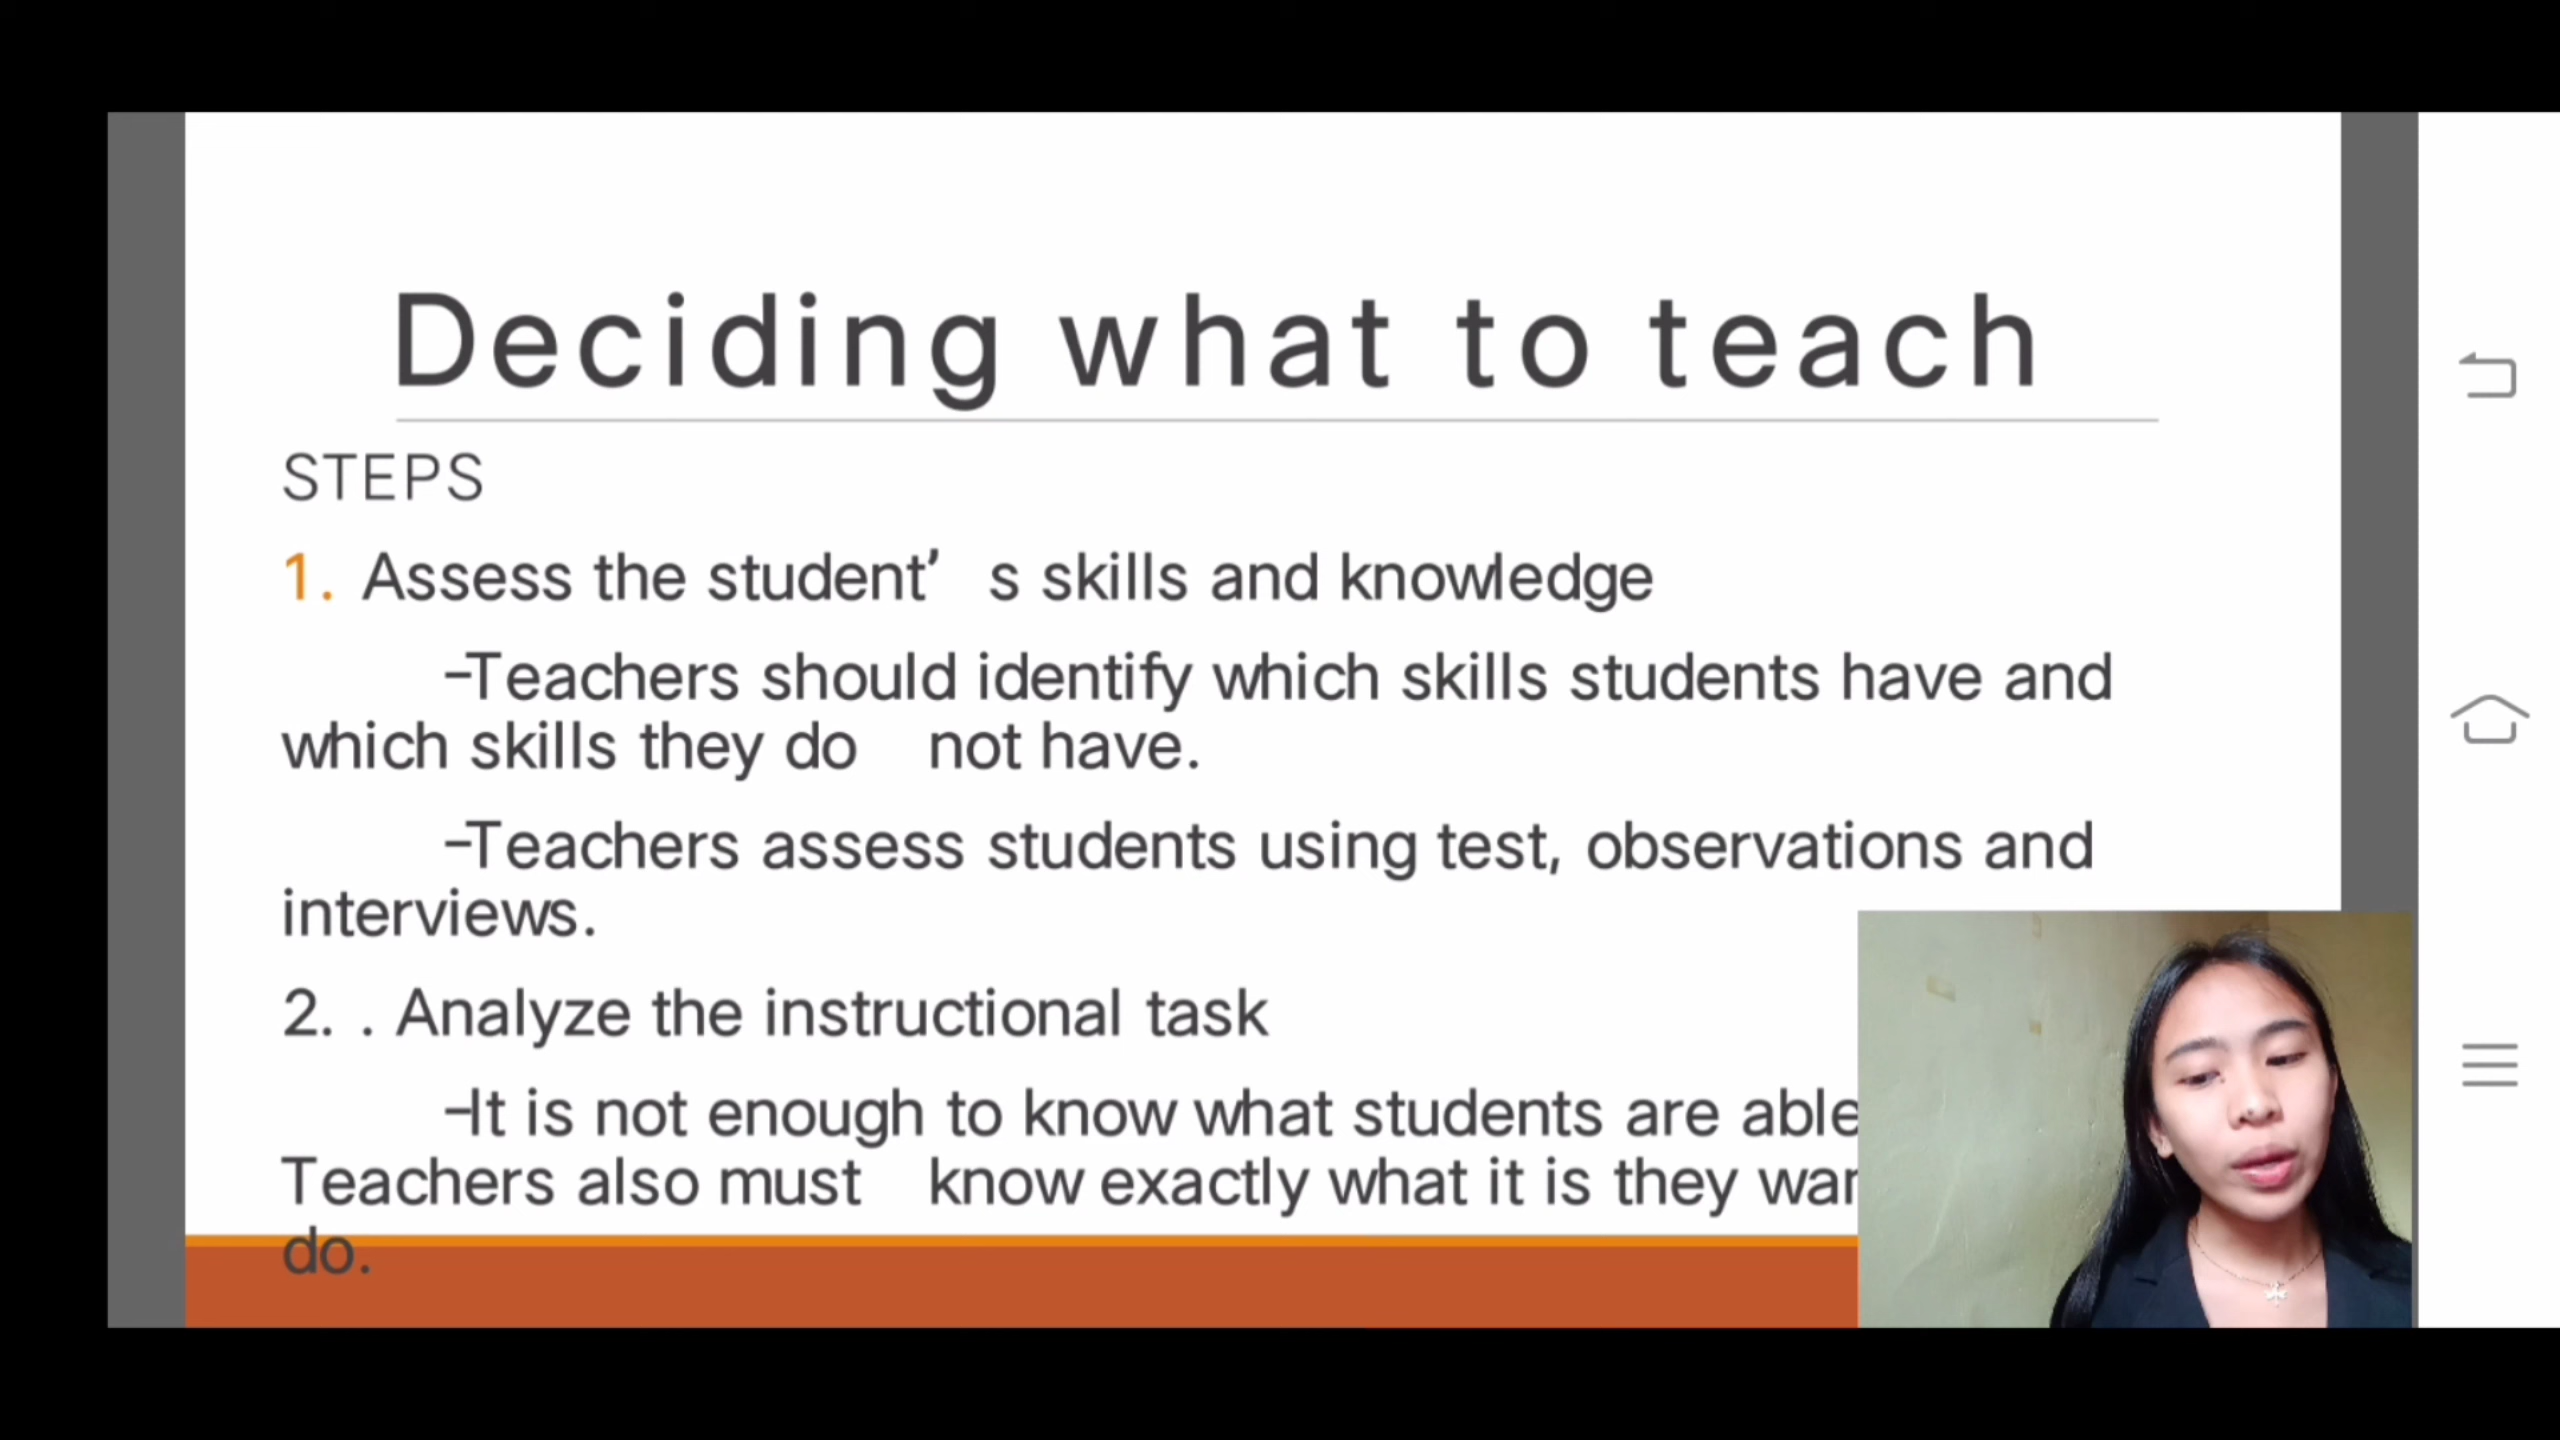 Deciding what to teach
STEPS
1. Assess the student’ s skills and knowledge
-Teachers should identify which skills students have and
which skills they do not have.
-Teachers assess students using test, observations and
interviews.
2. . Analyze the instructional task
-It is not enough to know what students are able
Teachers also must know exactly what it is they
do.